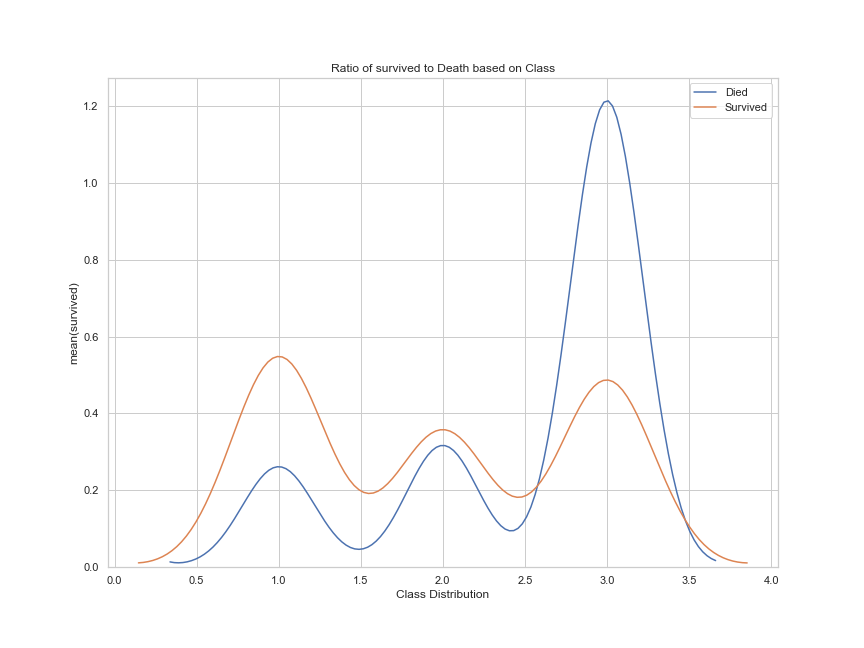 Ratio of survived to Death based on Class
Died
Survived
mean(survived)
1.2
1.0
0.8
0.6
0.4
0.2
0.0
0.0 0.5 1.0 1.5 2.0 2.5 3.0 3.5 4.0
Class Distribution